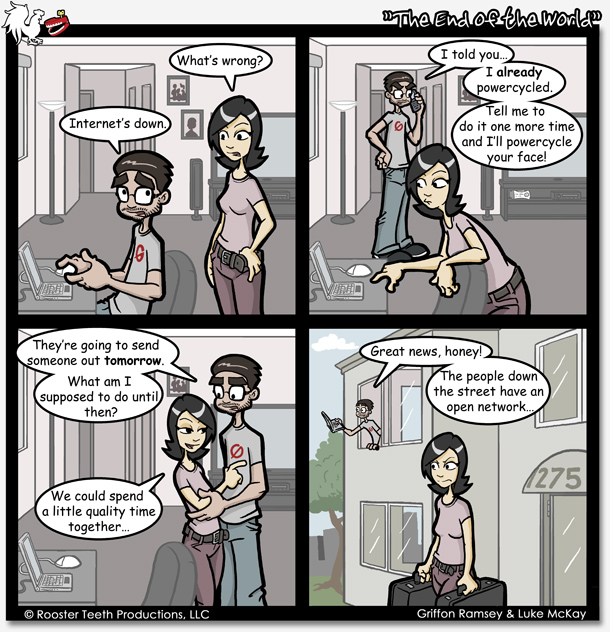 "The End of the World"
What's wrong?
Internet's down.
I told you...
I already
powercycled.
Tell me to
do it one more time
and I'll powercycle
your face!
They're going to send
someone out tomorrow.
What am I
supposed to do until
then?
We could spend
a little quality time
together...
Great news, honey!
The people down
the street have an
open network...
1275
© Rooster Teeth Productions, LLC
Griffon Ramsey & Luke McKay